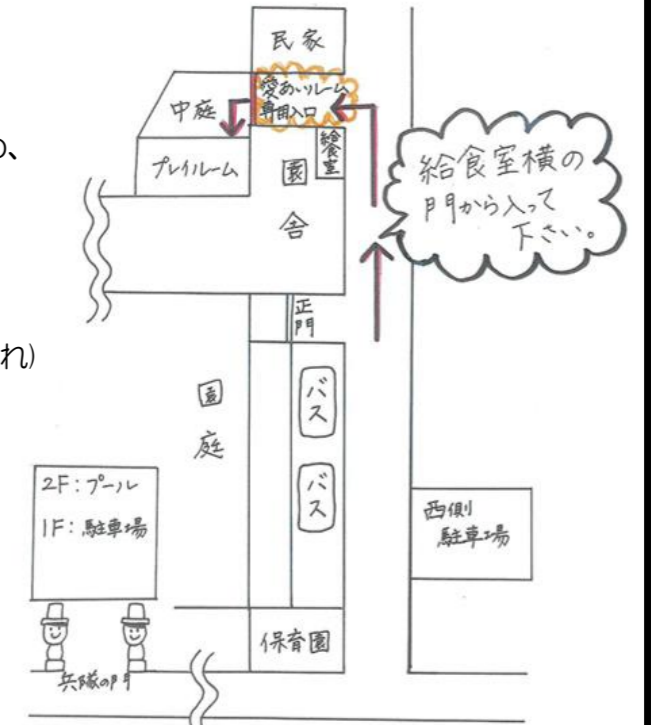 民家
愛あいルーム
専用入口
中庭
の、
給食室
プレイルーム
園舎
給食室横の
門から入って
下さい。
正門
れ)
バス
園庭
バス
2F:プール
1F:駐車場
西側
駐車場
保育園
兵隊の門